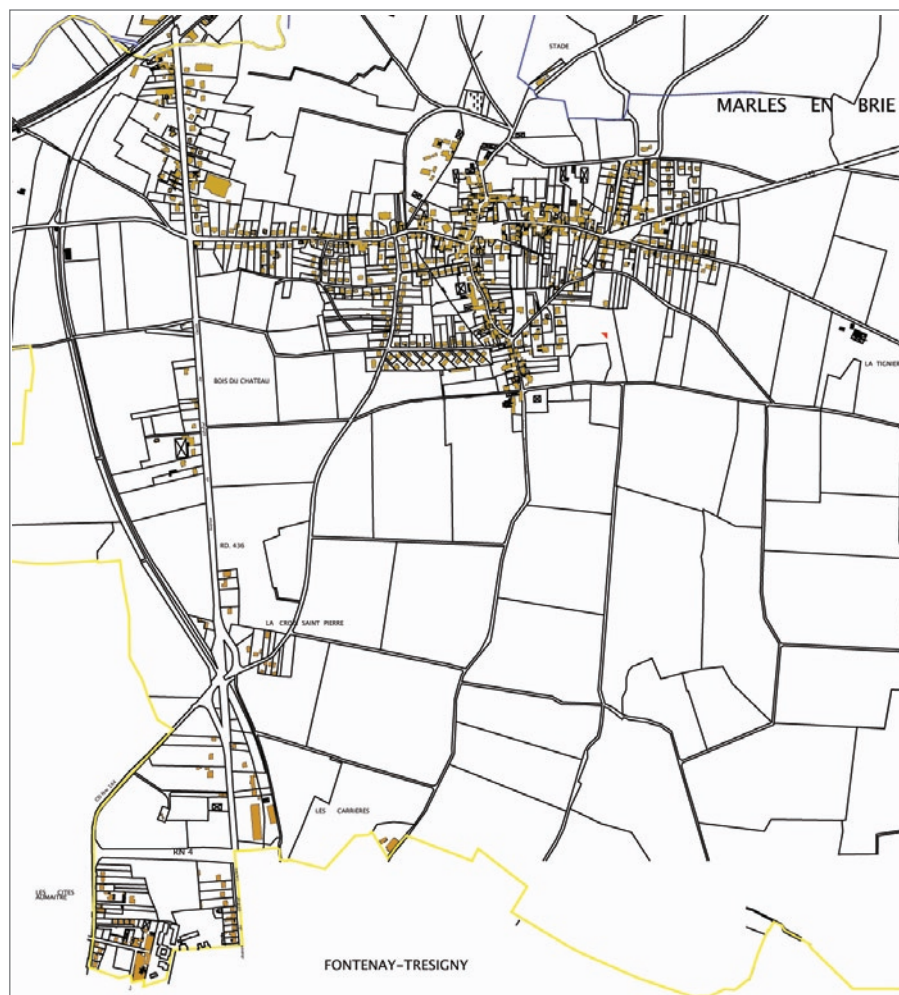 STADE
MARLES EN BRIE
LA TIGNIER
BOIS DU CHATEAU
RD. 436
LA CROIX SAINT PIERRE
LES CARRIERES
RN 4
LES CITES
AUMAITRE
FONTENAY-TRESIGNY